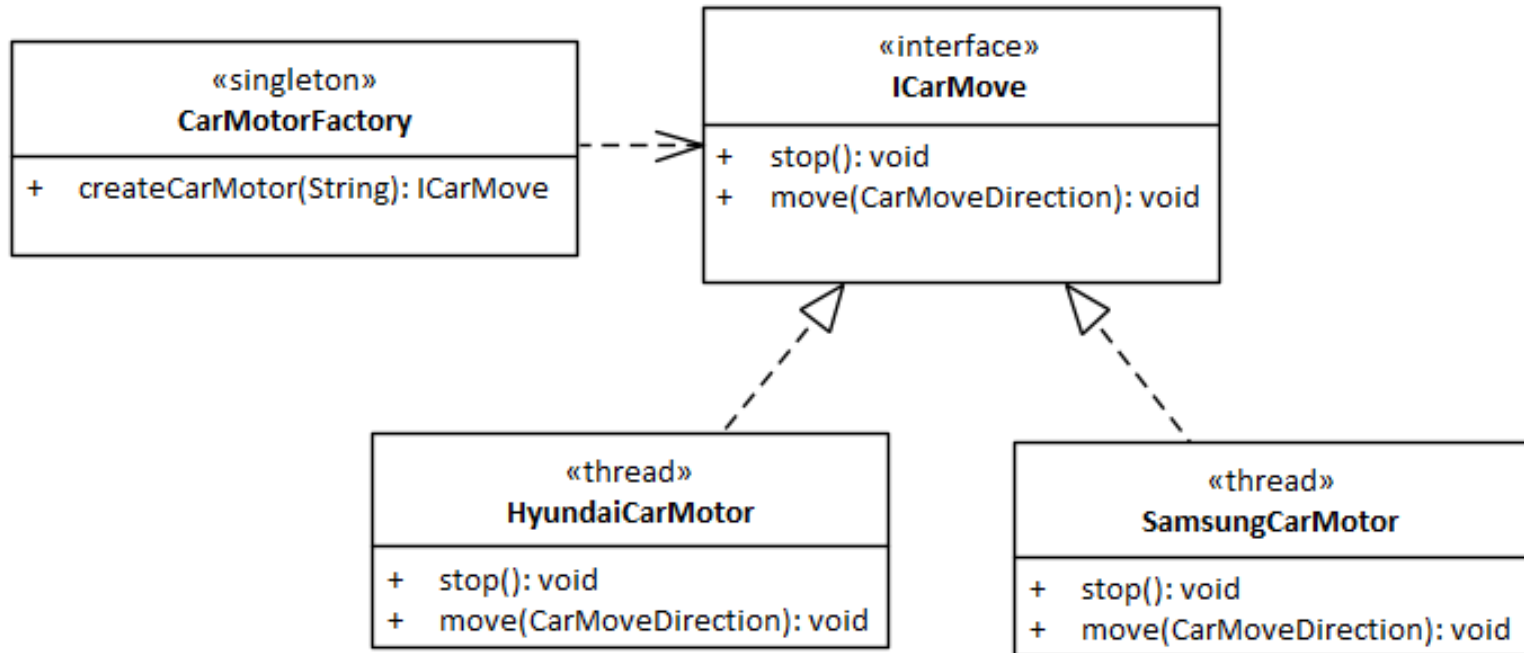 «singleton»
CarMotorFactory
+ createCarMotor(String): ICarMove
«interface»
ICarMove
+ stop(): void
+ move(CarMoveDirection): void
«thread»
HyundaiCarMotor
+ stop(): void
+ move(CarMoveDirection): void
«thread»
SamsungCarMotor
+ stop(): void
+ move(CarMoveDirection): void